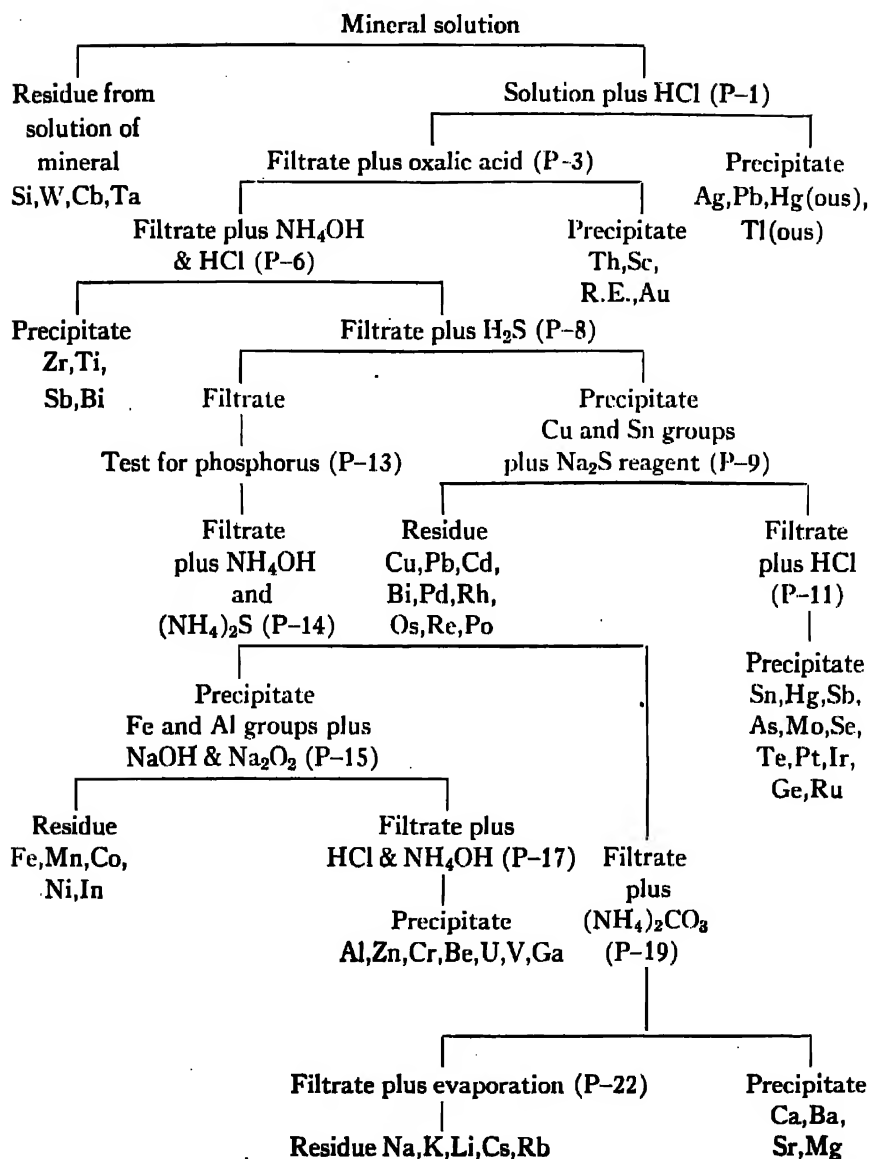 Mineral solution
Residue from
solution of
mineral
Si,W,Cb,Ta
Solution plus HCl (P–1)
Filtrate plus oxalic acid (P–3)
Precipitate
Ag,Pb,Hg(ous),
Tl(ous)
Filtrate plus NH₄OH
& HCl (P–6)
Precipitate
Th,Sc,
R.E.,Au
Precipitate
Zr,Ti,
Sb,Bi
Filtrate plus H₂S (P–8)
Filtrate
Precipitate
Cu and Sn groups
plus Na₂S reagent (P–9)
Test for phosphorus (P–13)
Filtrate
plus NH₄OH
and
(NH₄)₂S (P–14)
Residue
Cu,Pb,Cd,
Bi,Pd,Rh,
Os,Re,Po
Filtrate
plus HCl
(P–11)
Precipitate
Sn,Hg,Sb,
As,Mo,Se,
Te,Pt,Ir,
Ge,Ru
Precipitate
Fe and Al groups plus
NaOH & Na₂O₂ (P–15)
Residue
Fe,Mn,Co,
Ni,In
Filtrate plus
HCl & NH₄OH (P–17)
Precipitate
Al,Zn,Cr,Be,U,V,Ga
Filtrate
plus
(NH₄)₂CO₃
(P–19)
Filtrate plus evaporation (P–22)
Residue Na,K,Li,Cs,Rb
Precipitate
Ca,Ba,
Sr,Mg